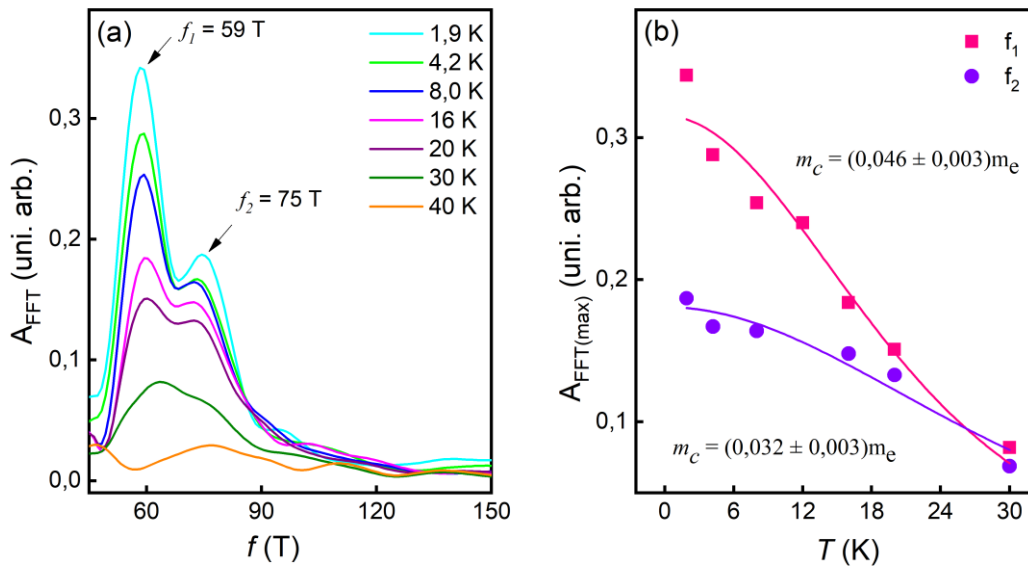 (a)
f1 = 59 T
f2 = 75 T
1,9 K
4,2 K
8,0 K
16 K
20 K
30 K
40 K
0,3
0,2
0,1
0,0
AFFT (uni. arb.)
60
90
120
150
f (T)
(b)
f1
f2
mc = (0,046 ± 0,003)me
mc = (0,032 ± 0,003)me
0,3
0,2
0,1
AFFT(max) (uni. arb.)
0
6
12
18
24
30
T (K)